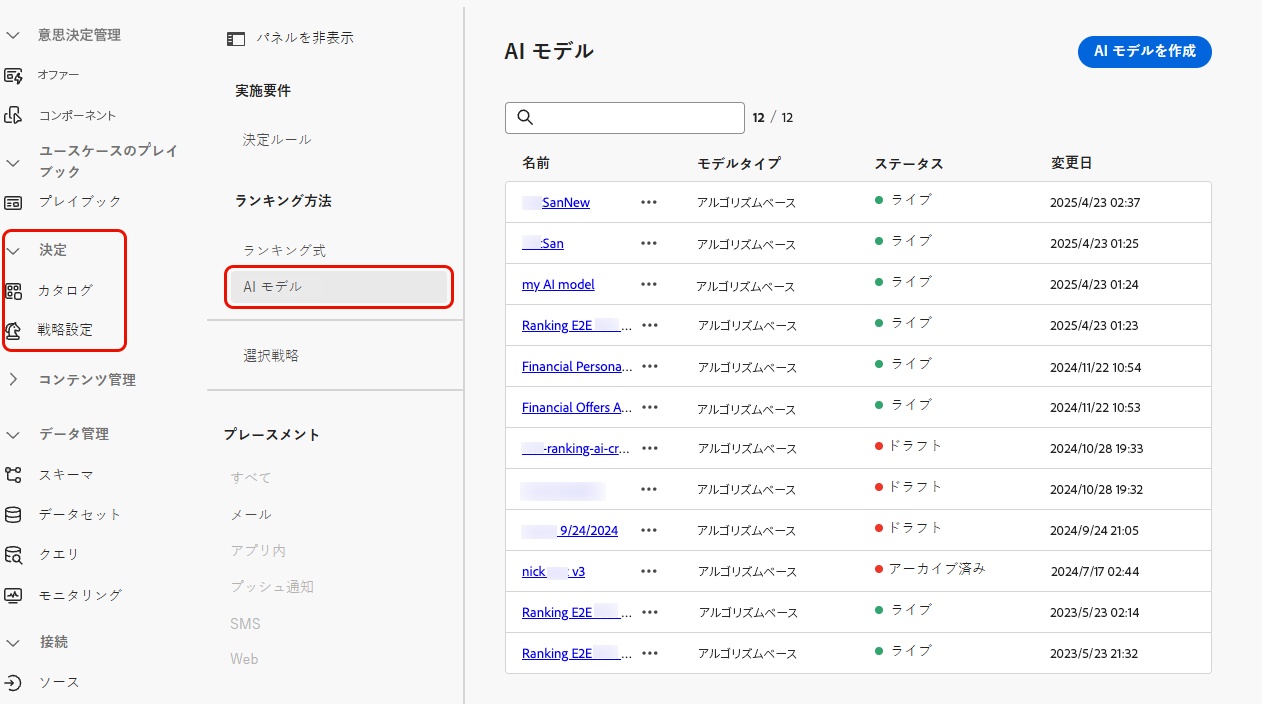 意思決定管理
オファー
コンポーネント
ユースケースのプレイ
ブック
プレイブック
決定
カタログ
戦略設定
コンテンツ管理
データ管理
スキーマ
データセット
クエリ
モニタリング
接続
ソース
パネルを非表示
実施要件
決定ルール
ランキング方法
ランキング式
AI モデル
選択戦略
プレースメント
すべて
メール
アプリ内
プッシュ通知
SMS
Web
AI モデル
AI モデルを作成
12 / 12
名前 モデルタイプ ステータス 変更日
SanNew ••• アルゴリズムベース ライブ 2025/4/23 02:37
:San ••• アルゴリズムベース ライブ 2025/4/23 01:25
my AI model ••• アルゴリズムベース ライブ 2025/4/23 01:24
Ranking E2E ... ••• アルゴリズムベース ライブ 2025/4/23 01:23
Financial Persona... ••• アルゴリズムベース ライブ 2024/11/22 10:54
Financial Offers A... ••• アルゴリズムベース ライブ 2024/11/22 10:53
-ranking-ai-cr... ••• アルゴリズムベース ドラフト 2024/10/28 19:33
••• アルゴリズムベース ドラフト 2024/10/28 19:32
9/24/2024 ••• アルゴリズムベース ドラフト 2024/9/24 21:05
nick v3 ••• アルゴリズムベース アーカイブ済み 2024/7/17 02:44
Ranking E2E ... ••• アルゴリズムベース ライブ 2023/5/23 02:14
Ranking E2E ... ••• アルゴリズムベース ライブ 2023/5/23 21:32